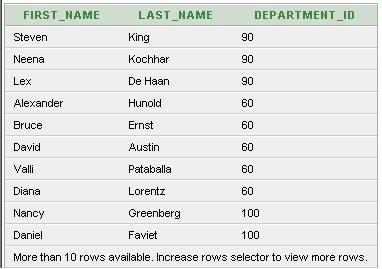 FIRST_NAME LAST_NAME DEPARTMENT_ID
Steven King 90
Neena Kochhar 90
Lex De Haan 90
Alexander Hunold 60
Bruce Ernst 60
David Austin 60
Valli Pataballa 60
Diana Lorentz 60
Nancy Greenberg 100
Daniel Faviet 100
More than 10 rows available. Increase rows selector to view more rows.